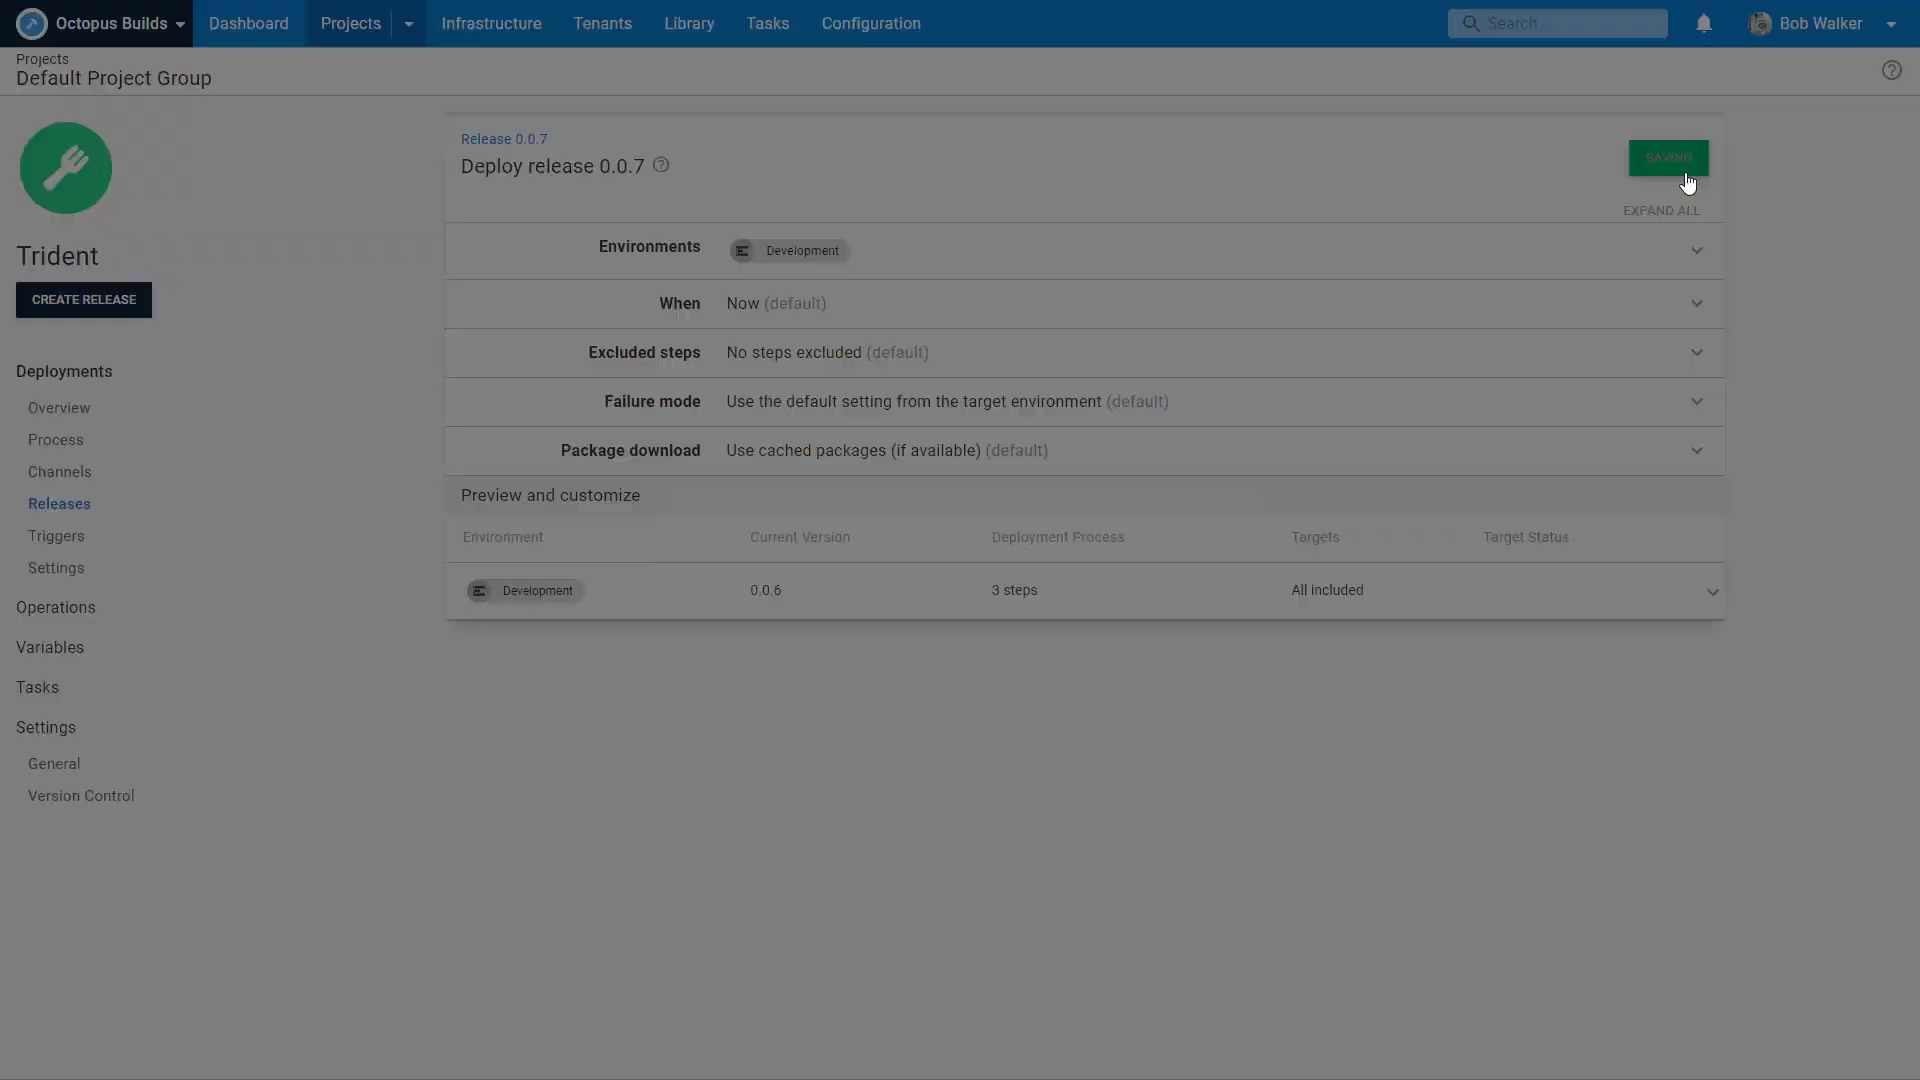 Octopus Builds
Dashboard
Projects
Infrastructure
Tenants
Library
Tasks
Configuration
Search...
Bob Walker
Projects
Default Project Group
Trident
CREATE RELEASE
Deployments
Overview
Process
Channels
Releases
Triggers
Settings
Operations
Variables
Tasks
Settings
General
Version Control
Release 0.0.7
Deploy release 0.0.7
SAVING
EXPAND ALL
Environments Development
When Now (default)
Excluded steps No steps excluded (default)
Failure mode Use the default setting from the target environment (default)
Package download Use cached packages (if available) (default)
Preview and customize
Environment Current Version Deployment Process Targets Target Status
Development 0.0.6 3 steps All included